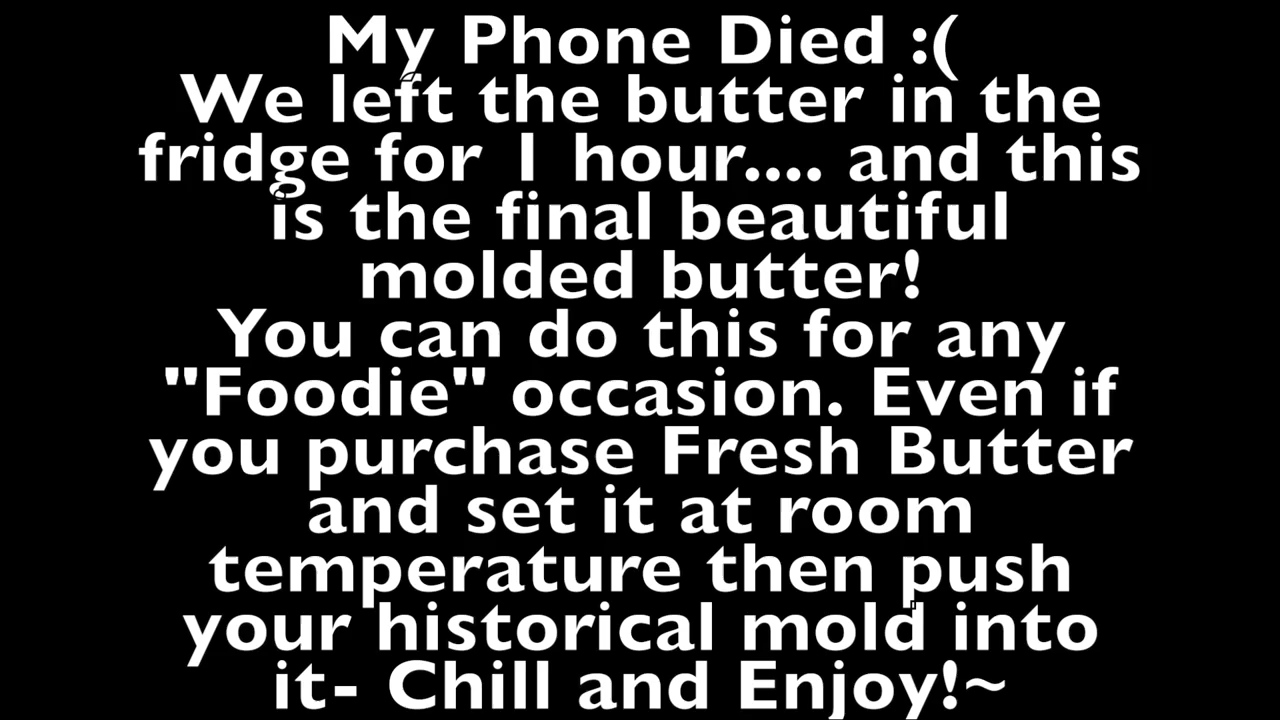 My Phone Died :(
We left the butter in the
fridge for 1 hour.... and this
is the final beautiful
molded butter!
You can do this for any
"Foodie" occasion. Even if
you purchase Fresh Butter
and set it at room
temperature then push
your historical mold into
it- Chill and Enjoy!~